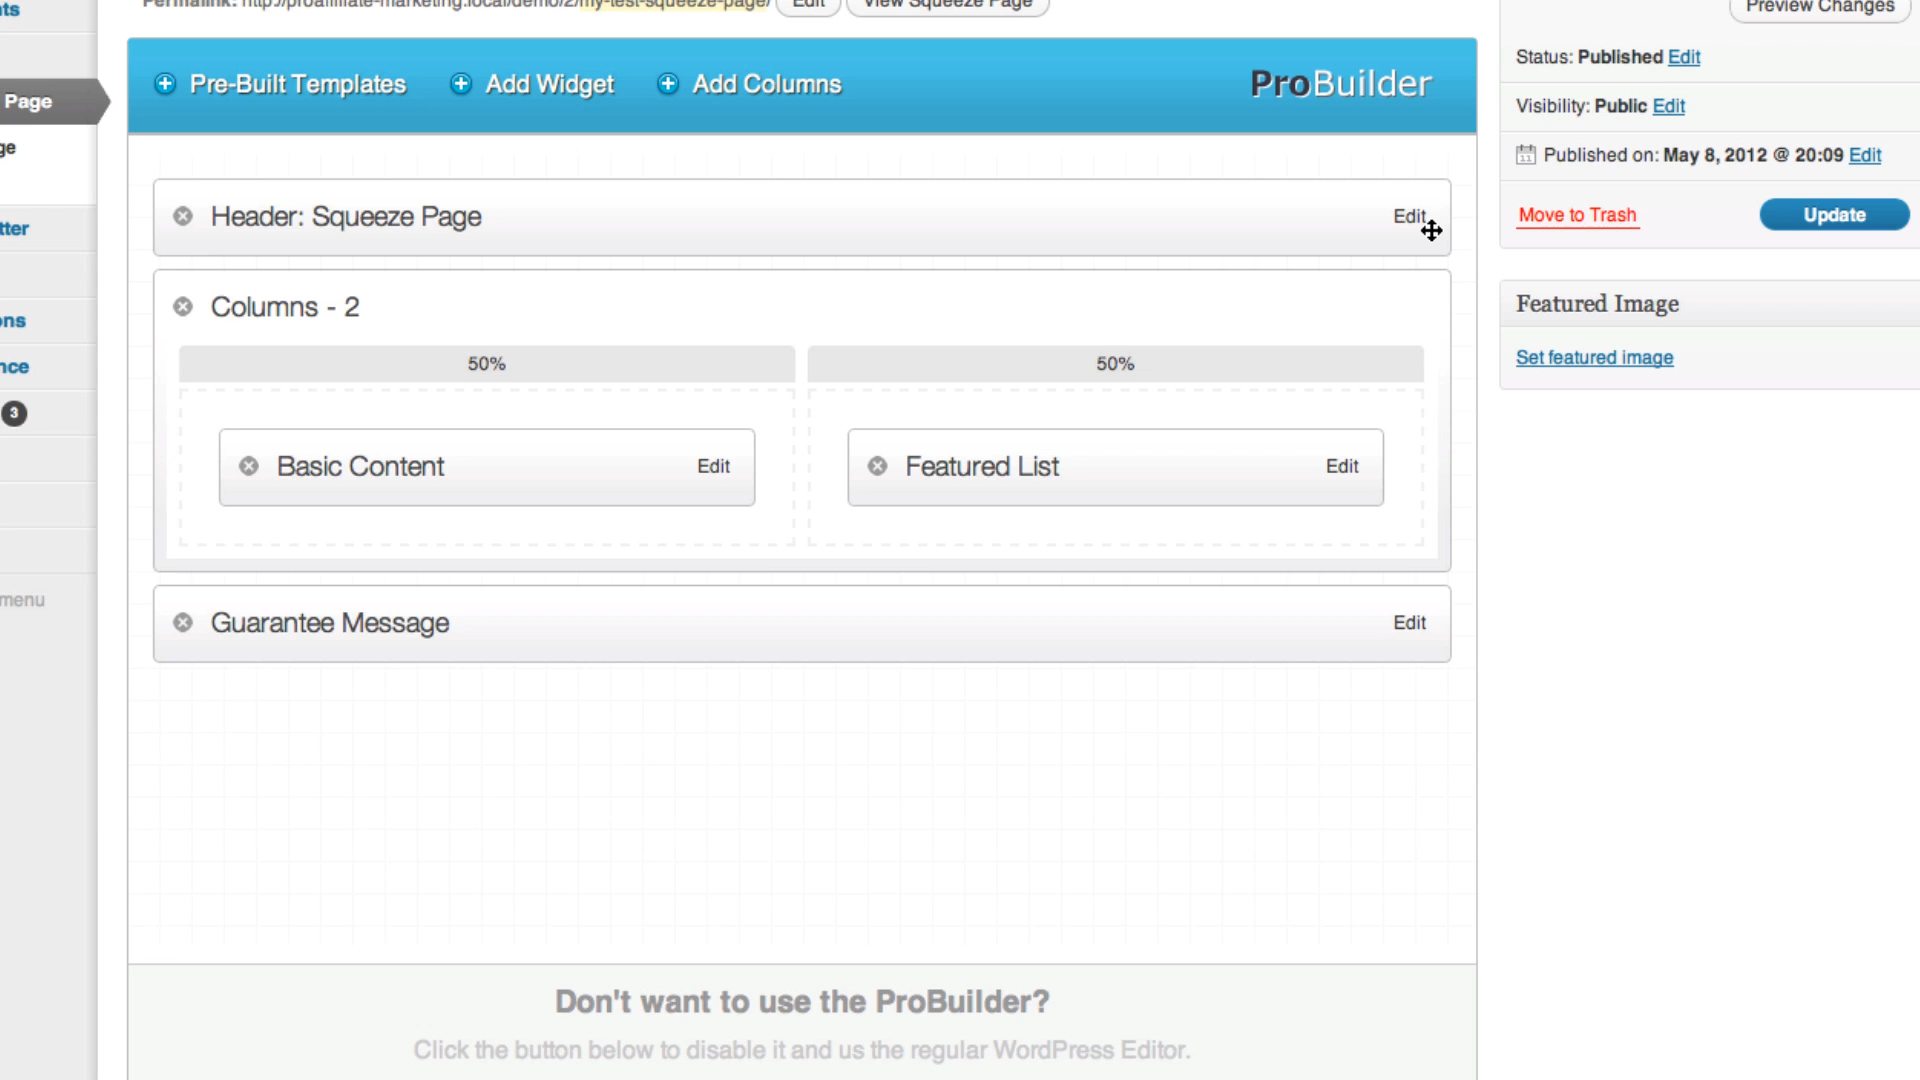 nts
Permalink: http://proaffiliate-marketing.local/demo/2/my-test-squeeze-page/ Edit View Squeeze Page
Preview Changes
Pre-Built Templates Add Widget Add Columns ProBuilder
Status: Published Edit
Page
Visibility: Public Edit
ge
Published on: May 8, 2012 @ 20:09 Edit
Header: Squeeze Page Edit
Move to Trash Update
tter
Columns - 2
Featured Image
ons
50% 50%
Set featured image
nce
3
Basic Content Edit
Featured List Edit
menu
Guarantee Message Edit
Don't want to use the ProBuilder?
Click the button below to disable it and us the regular WordPress Editor.